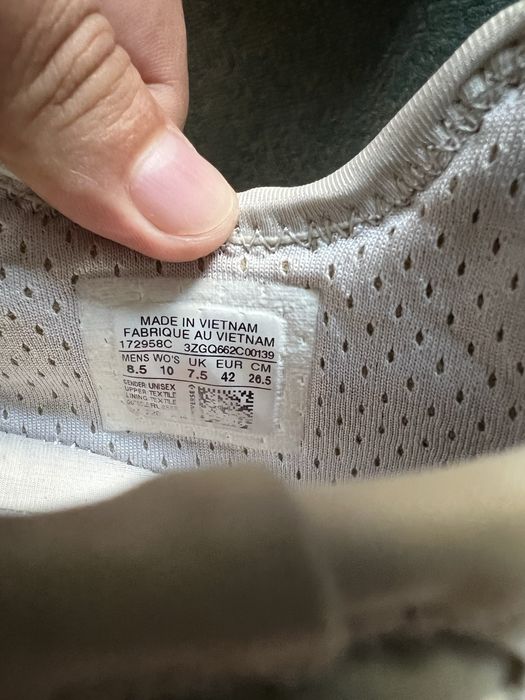 MADE IN VIETNAM
FABRIQUE AU VIETNAM
172958C 3ZGQ662C00139
MENS WO'S UK EUR CM
8.5 10 7.5 42 26.5
GENDER: UNISEX
UPPER: TEXTILE
LINING: TEXTILE